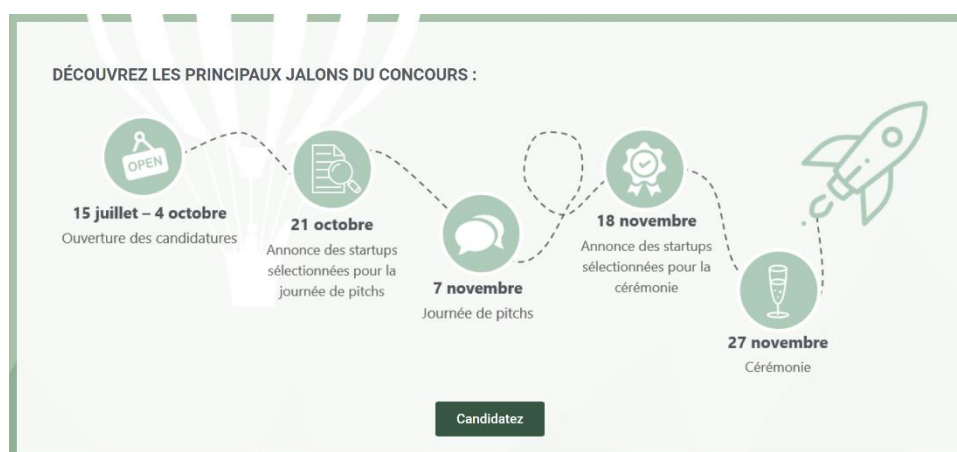 DÉCOUVREZ LES PRINCIPAUX JALONS DU CONCOURS :
OPEN
15 juillet – 4 octobre
Ouverture des candidatures
21 octobre
Annonce des startups
sélectionnées pour la
journée de pitchs
7 novembre
Journée de pitchs
18 novembre
Annonce des startups
sélectionnées pour la
cérémonie
27 novembre
Cérémonie
Candidatez